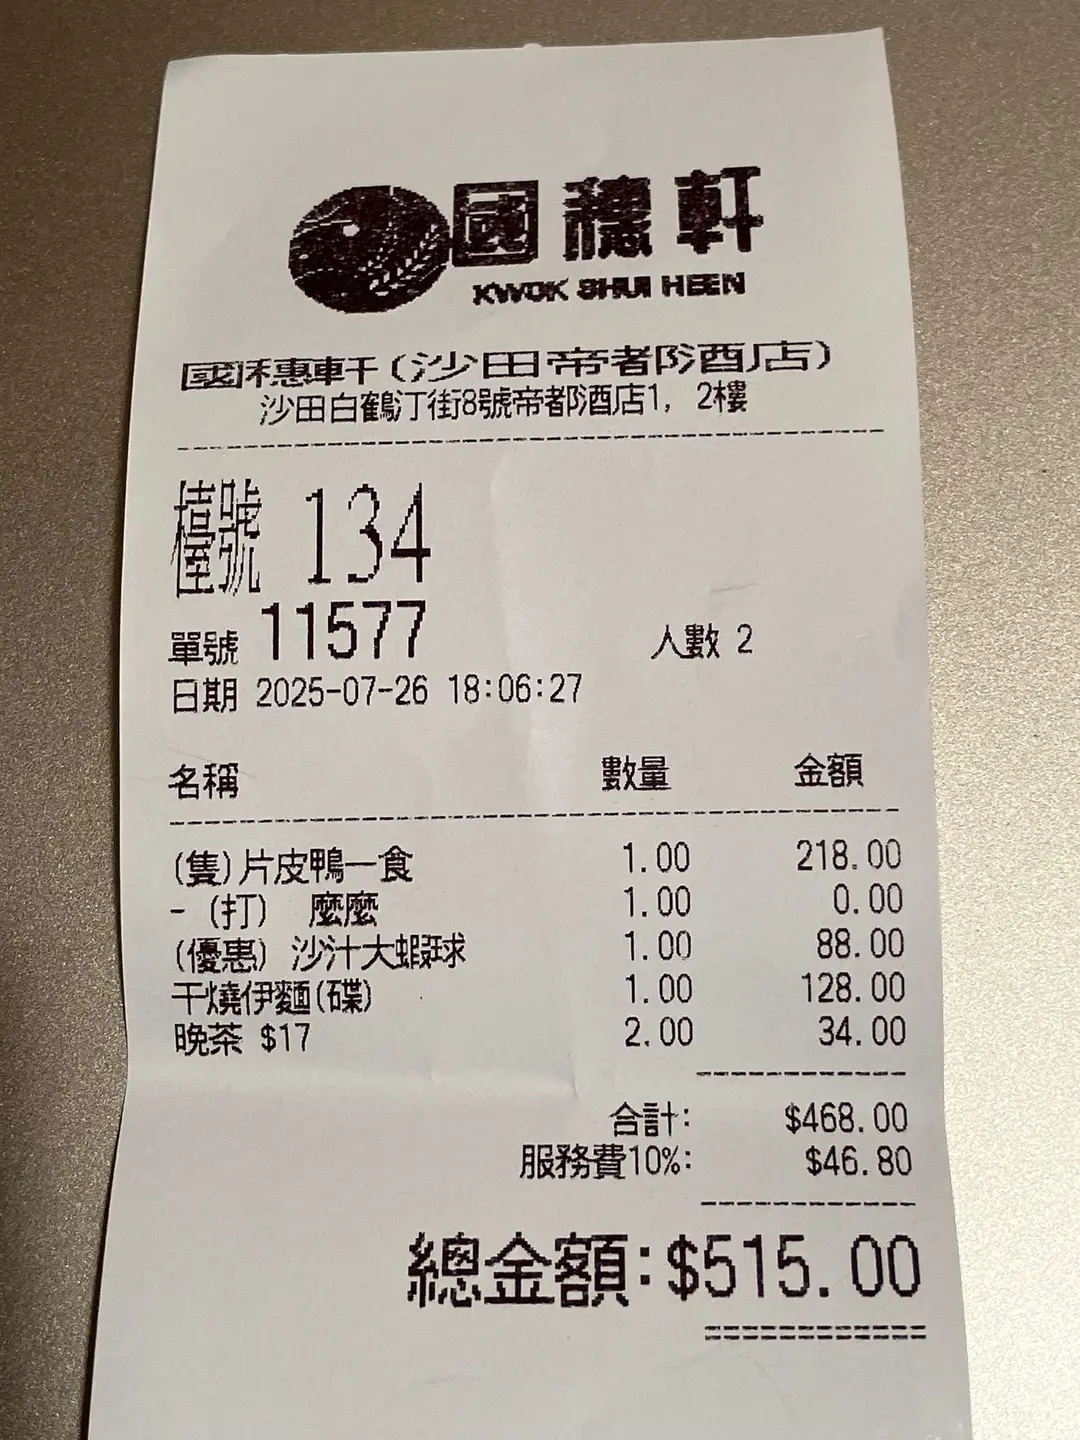 國穗軒
KWOK SHUI HEEN
國穗軒(沙田帝都酒店)
沙田白鶴汀街8號帝都酒店1, 2樓
檯號 134
單號 11577 人數 2
日期 2025-07-26 18:06:27
名稱 數量 金額
(隻)片皮鴨一食 1.00 218.00
- (打) 麼麼 1.00 0.00
(優惠) 沙汁大蝦球 1.00 88.00
干燒伊麵(碟) 1.00 128.00
晚茶 $17 2.00 34.00
合計: $468.00
服務費10%: $46.80
總金額:$515.00